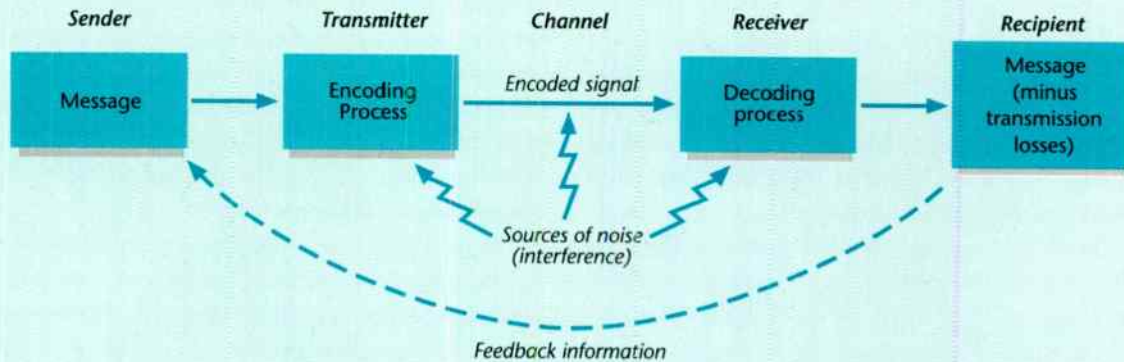 Sender
Transmitter
Channel
Receiver
Recipient
Message
Encoding
Process
Encoded signal
Decoding
process
Message
(minus
transmission
losses)
Sources of noise
(interference)
Feedback information